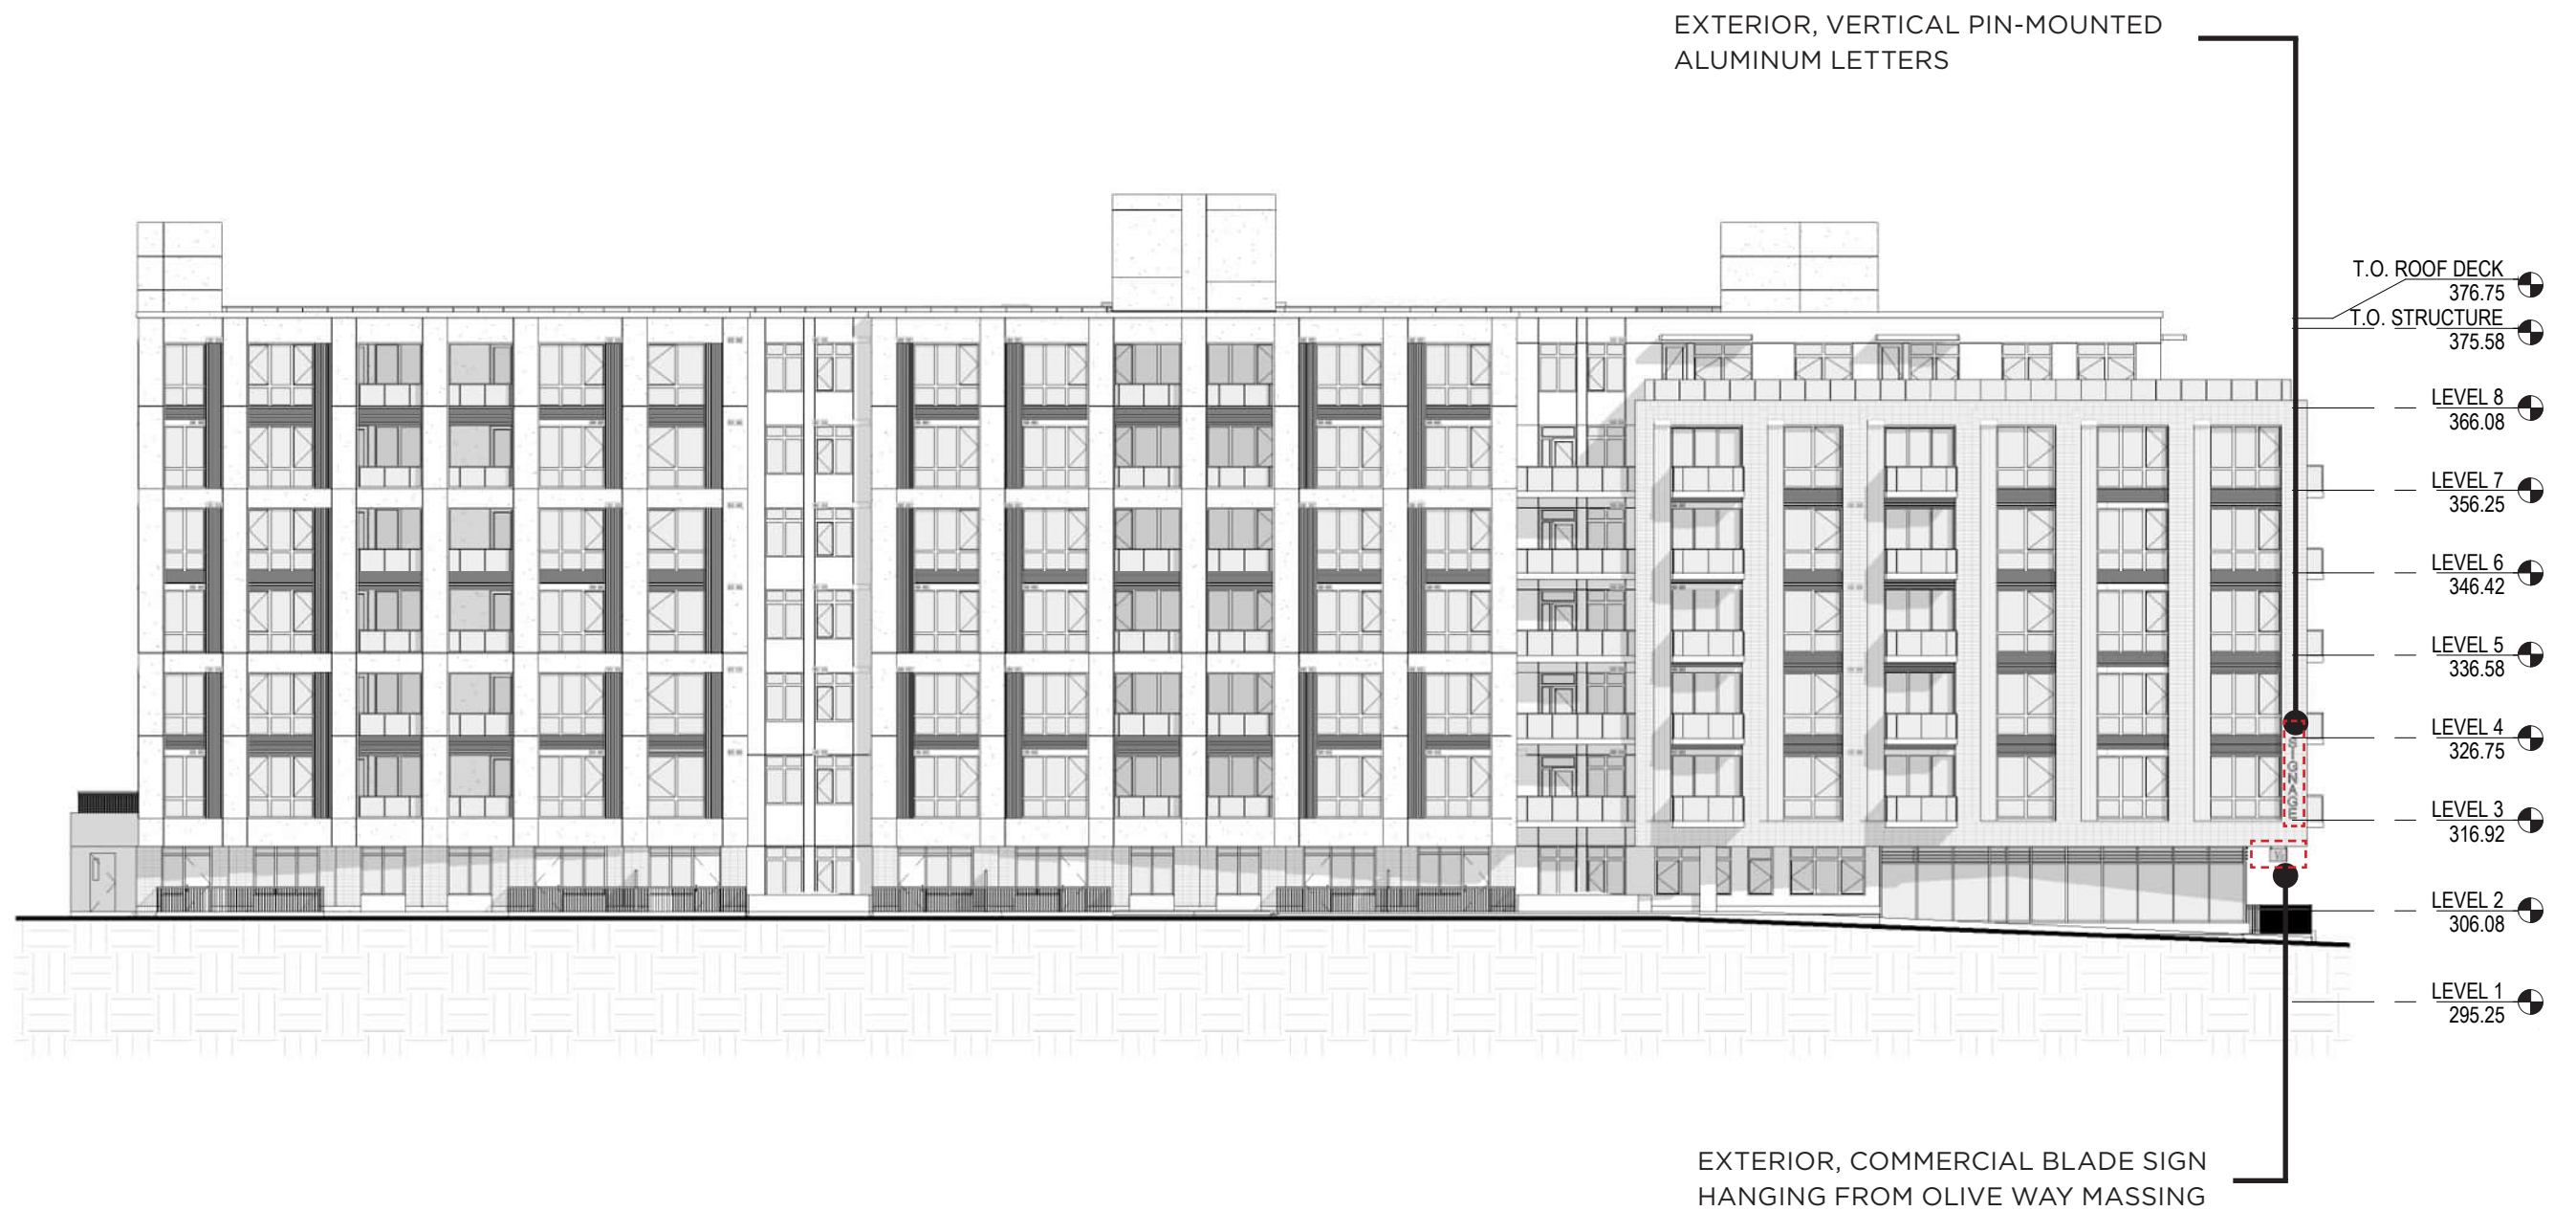 EXTERIOR, VERTICAL PIN-MOUNTED
ALUMINUM LETTERS
T.O. ROOF DECK
376.75
T.O. STRUCTURE
375.58
LEVEL 8
366.08
LEVEL 7
356.25
LEVEL 6
346.42
LEVEL 5
336.58
LEVEL 4
326.75
SIGNAGE
LEVEL 3
316.92
LEVEL 2
306.08
LEVEL 1
295.25
EXTERIOR, COMMERCIAL BLADE SIGN
HANGING FROM OLIVE WAY MASSING